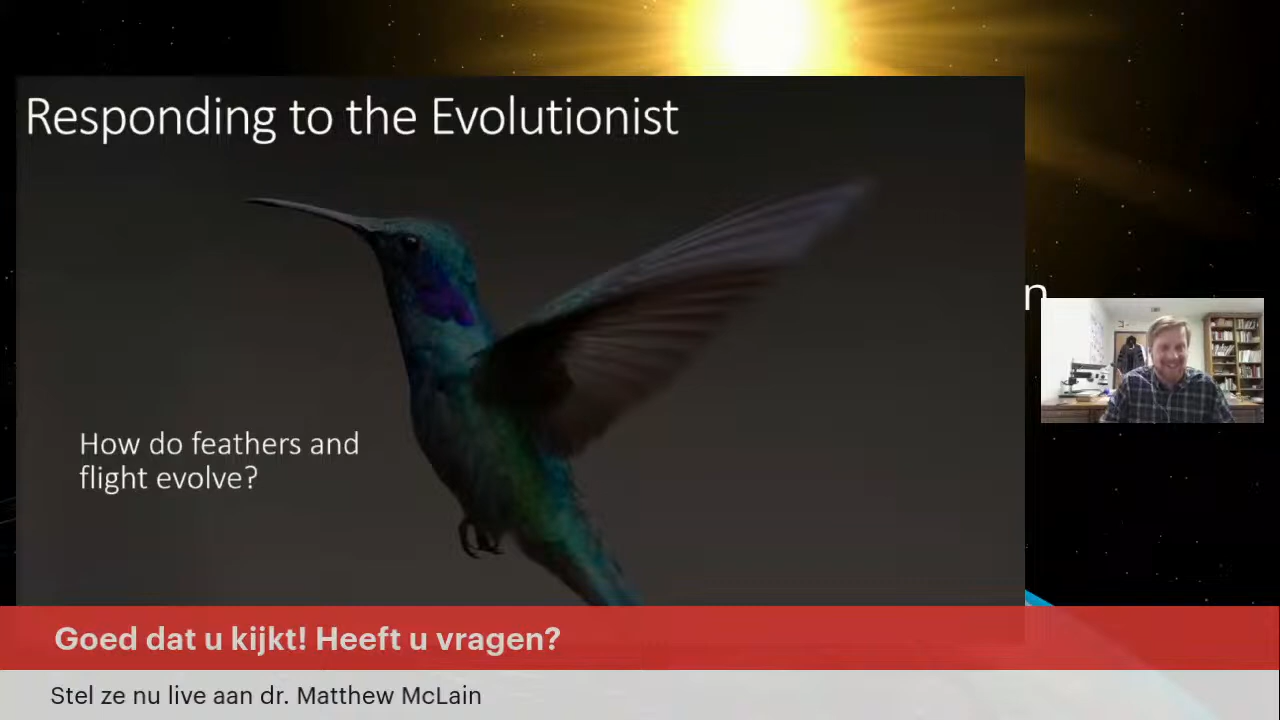 Responding to the Evolutionist
n
How do feathers and
flight evolve?
Goed dat u kijkt! Heeft u vragen?
Stel ze nu live aan dr. Matthew McLain